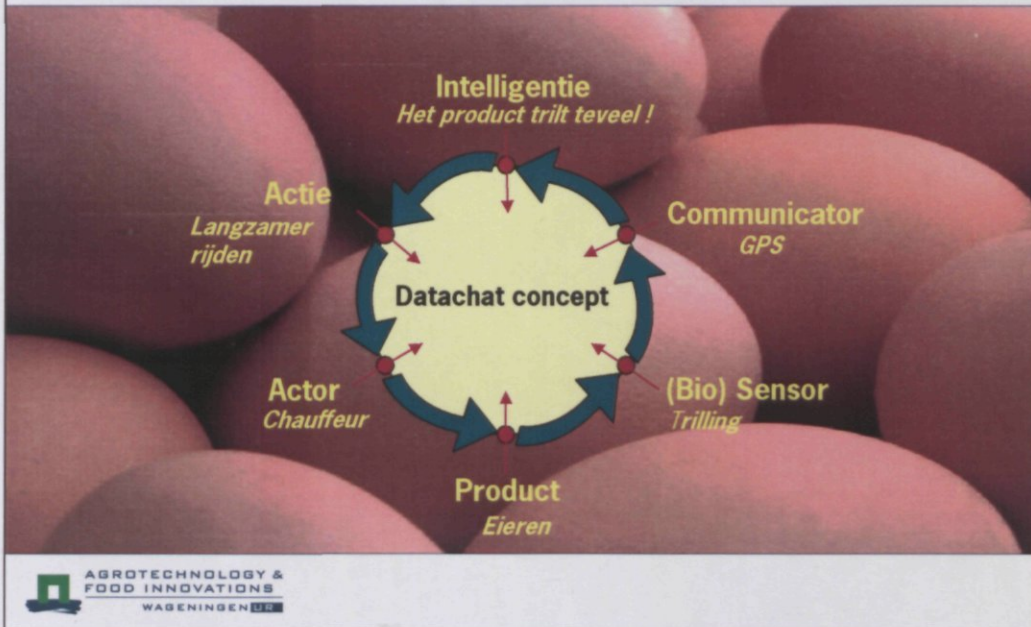 Intelligentie
Het product trilt teveel !
Actie
Langzamer
rijden
Communicator
GPS
Datachat concept
Actor
Chauffeur
(Bio) Sensor
Trilling
Product
Eieren
AGROTECHNOLOGY &
FOOD INNOVATIONS
WAGENINGEN UR